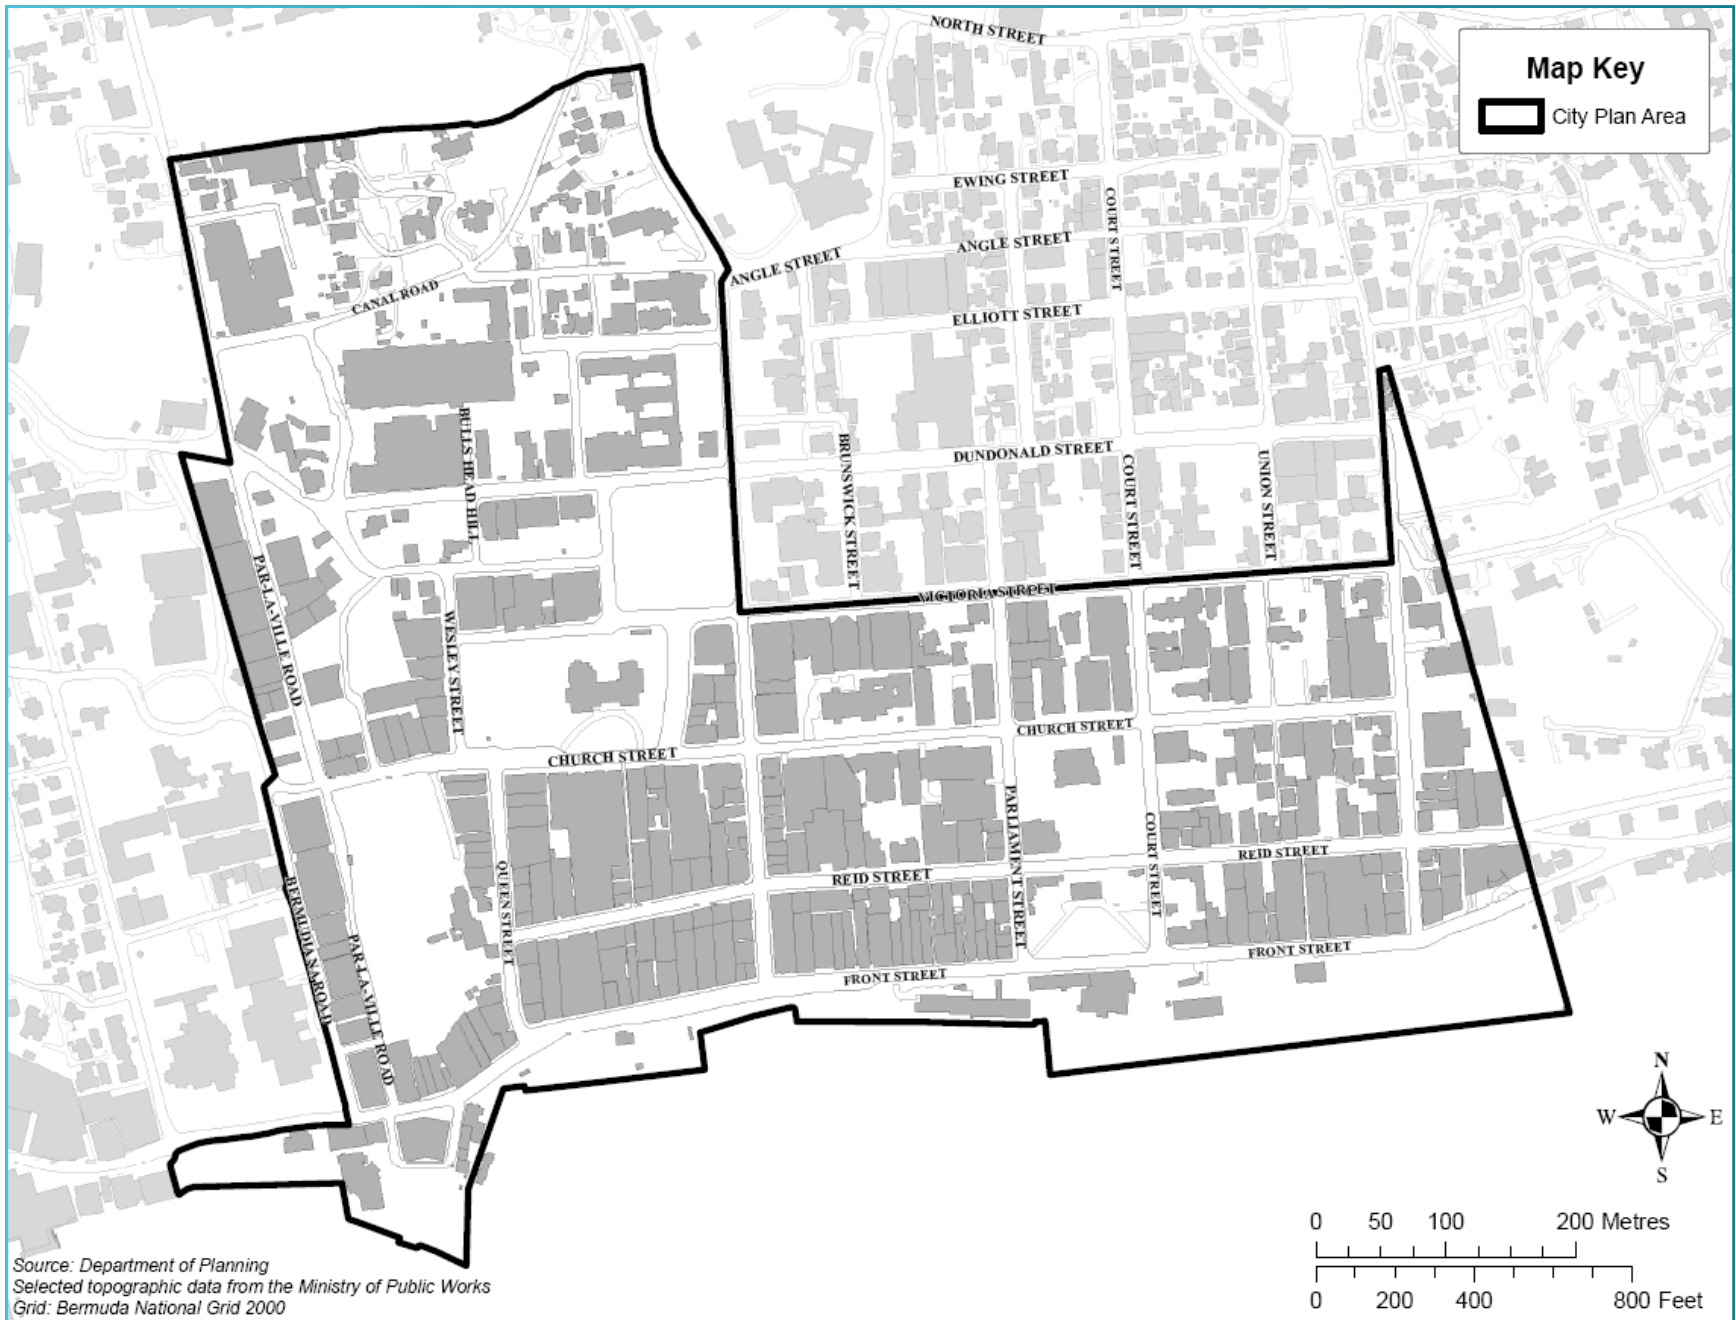 NORTH STREET
Map Key
City Plan Area
EWING STREET
COURT STREET
ANGLE STREET
ANGLE STREET
CANAL ROAD
ELLIOTT STREET
BULLS HEAD HILL
BRUNSWICK STREET
DUNDONALD STREET
COURT STREET
UNION STREET
PAR-LA-VILLE ROAD
VICTORIA STREET
WESLEY STREET
CHURCH STREET
CHURCH STREET
PARLIAMENT STREET
COURT STREET
QUEEN STREET
REID STREET
REID STREET
BERMUDIANA ROAD
PAR-LA-VILLE ROAD
FRONT STREET
FRONT STREET
N
W E
S
0 50 100 200 Metres
0 200 400 800 Feet
Source: Department of Planning
Selected topographic data from the Ministry of Public Works
Grid: Bermuda National Grid 2000